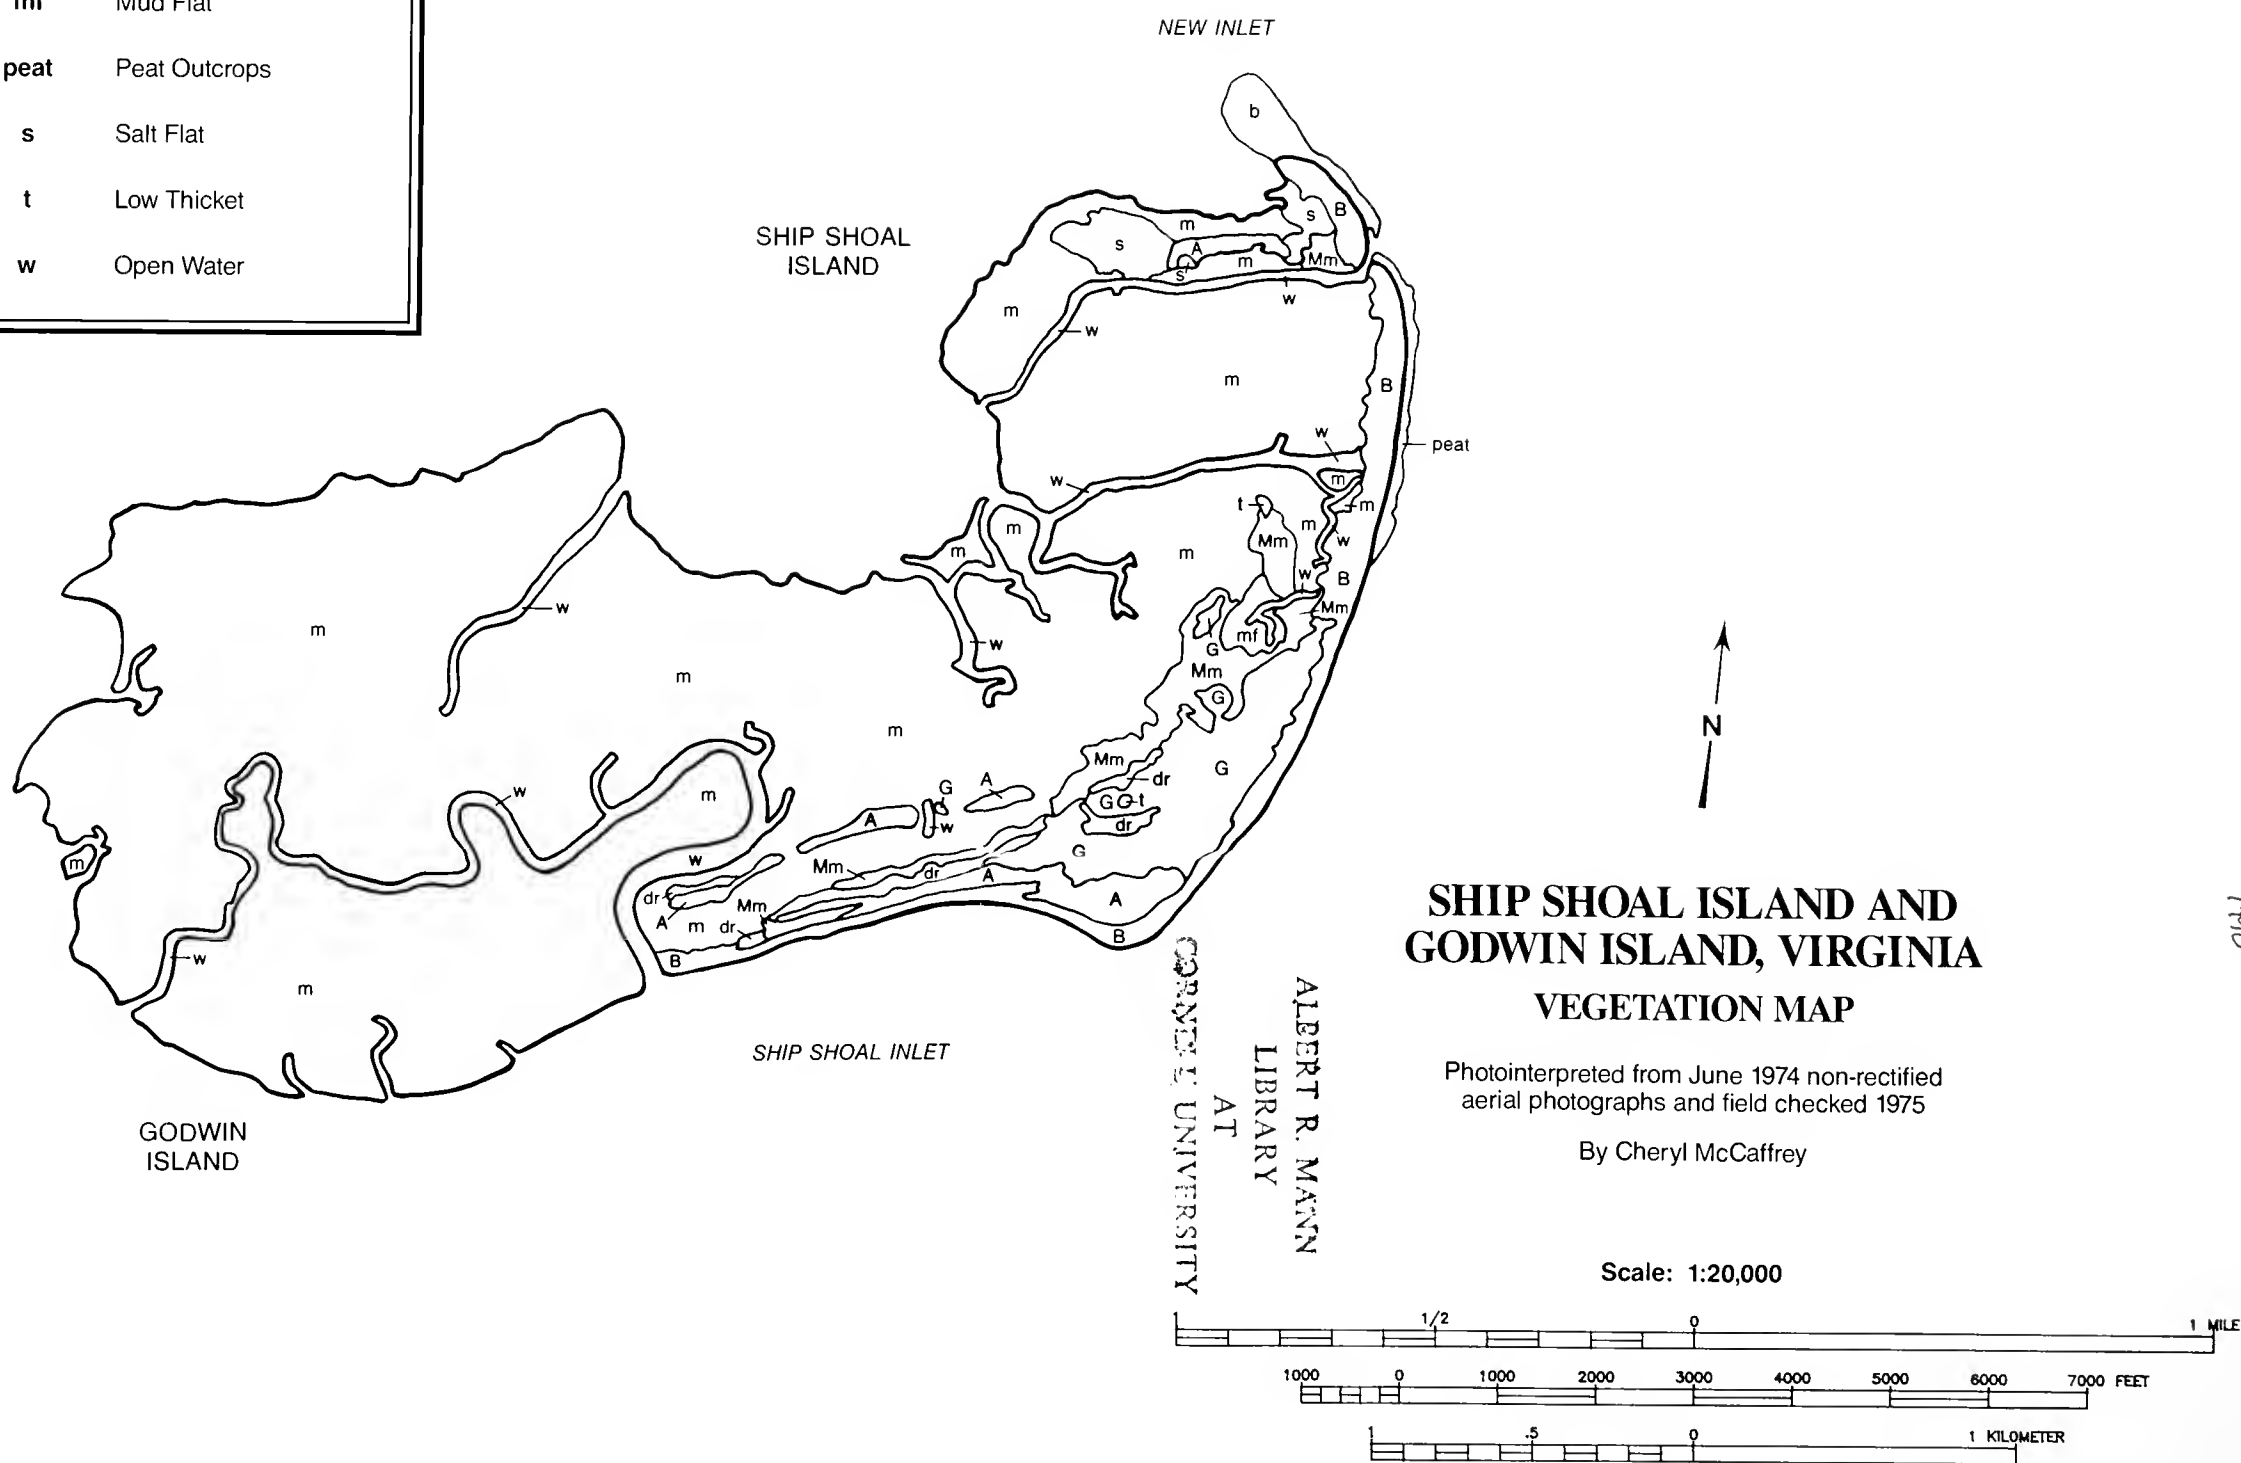 mf Mud Flat
peat Peat Outcrops
s Salt Flat
t Low Thicket
w Open Water
NEW INLET
b
SHIP SHOAL
ISLAND
m
s
B
s
A
m
Mm
s
w
m
w
m
B
w
peat
w
m
t
m
m
m
m
Mm
w
m
w
B
w
Mm
m
w
mf
G
w
Mm
m
G
m
Mm
G
dr
A
G
w
m
G
t
A
w
dr
G
m
w
Mm
dr
A
dr
Mm
A
A
m
dr
B
w
B
m
SHIP SHOAL INLET
GODWIN
ISLAND
N
SHIP SHOAL ISLAND AND
GODWIN ISLAND, VIRGINIA
VEGETATION MAP
Photointerpreted from June 1974 non-rectified
aerial photographs and field checked 1975
By Cheryl McCaffrey
ALBERT R. MANN
LIBRARY
AT
CORNELL UNIVERSITY
Scale: 1:20,000
1 1/2 0 1 MILE
1000 0 1000 2000 3000 4000 5000 6000 7000 FEET
1 .5 0 1 KILOMETER